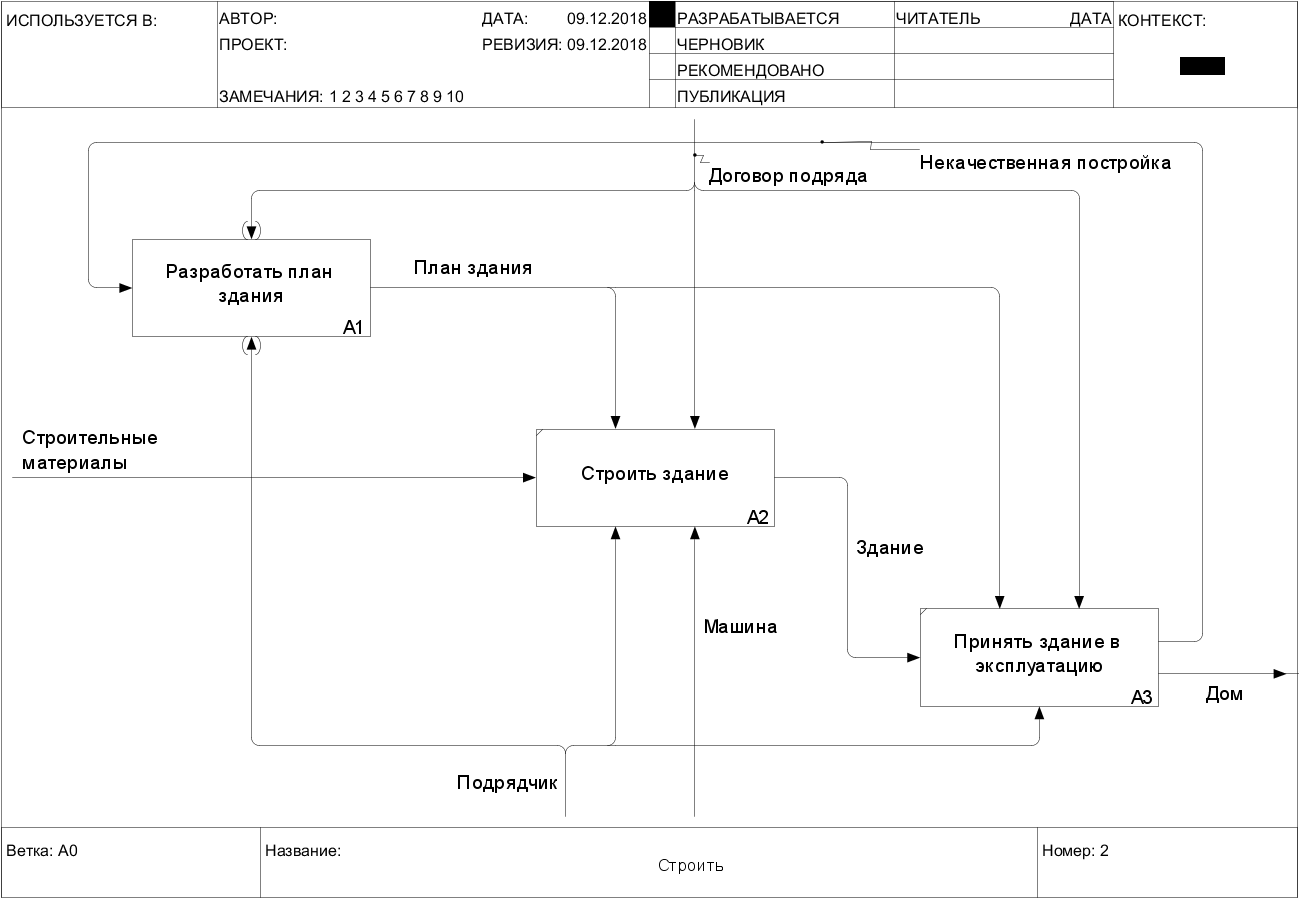 ИСПОЛЬЗУЕТСЯ В:
АВТОР:
ДАТА: 09.12.2018
РАЗРАБАТЫВАЕТСЯ
ЧИТАТЕЛЬ
ДАТА
КОНТЕКСТ:
ПРОЕКТ:
РЕВИЗИЯ: 09.12.2018
ЧЕРНОВИК
РЕКОМЕНДОВАНО
ЗАМЕЧАНИЯ: 1 2 3 4 5 6 7 8 9 10
ПУБЛИКАЦИЯ
Некачественная постройка
Договор подряда
План здания
Разработать план
здания
A1
Строительные
материалы
Строить здание
A2
Здание
Машина
Принять здание в
эксплуатацию
A3
Дом
Подрядчик
Ветка: A0
Название:
Строить
Номер: 2